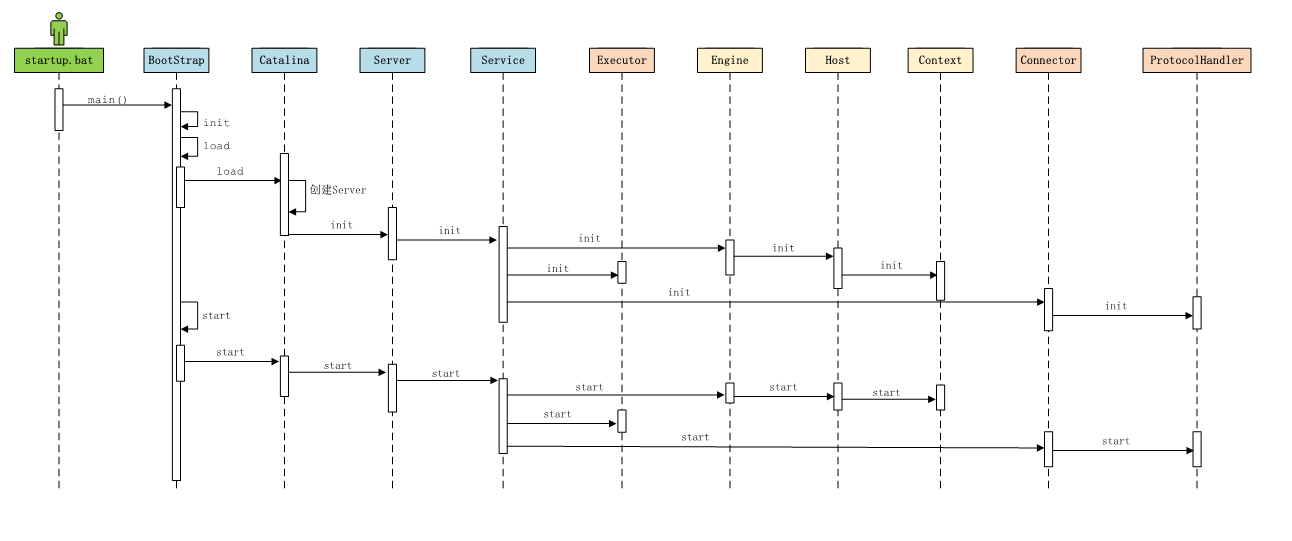 startup.bat
BootStrap
Catalina
Server
Service
Executor
Engine
Host
Context
Connector
ProtocolHandler
main()
init
load
load
创建Server
init
init
init
init
init
init
init
init
start
start
start
start
start
start
start
start
start
start